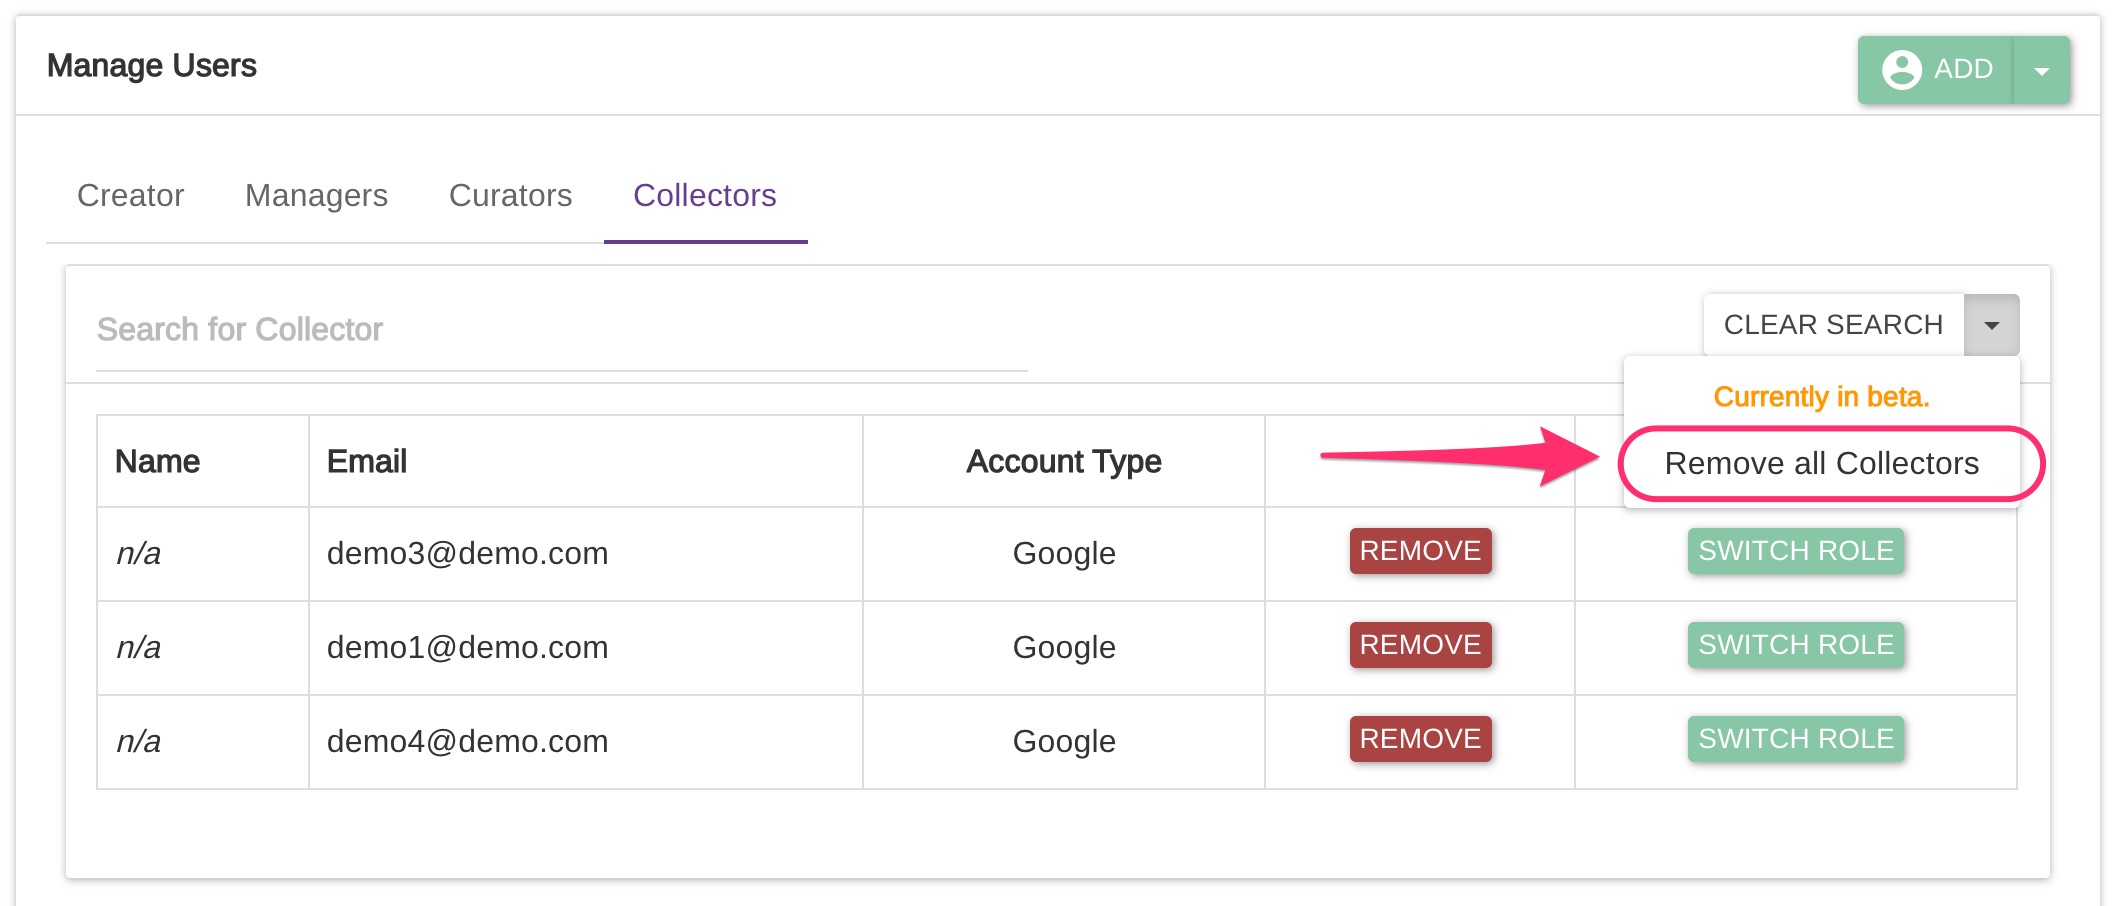 Manage Users
ADD
Creator Managers Curators Collectors
Search for Collector
CLEAR SEARCH
Currently in beta.
Remove all Collectors
Name Email Account Type
n/a demo3@demo.com Google REMOVE SWITCH ROLE
n/a demo1@demo.com Google REMOVE SWITCH ROLE
n/a demo4@demo.com Google REMOVE SWITCH ROLE